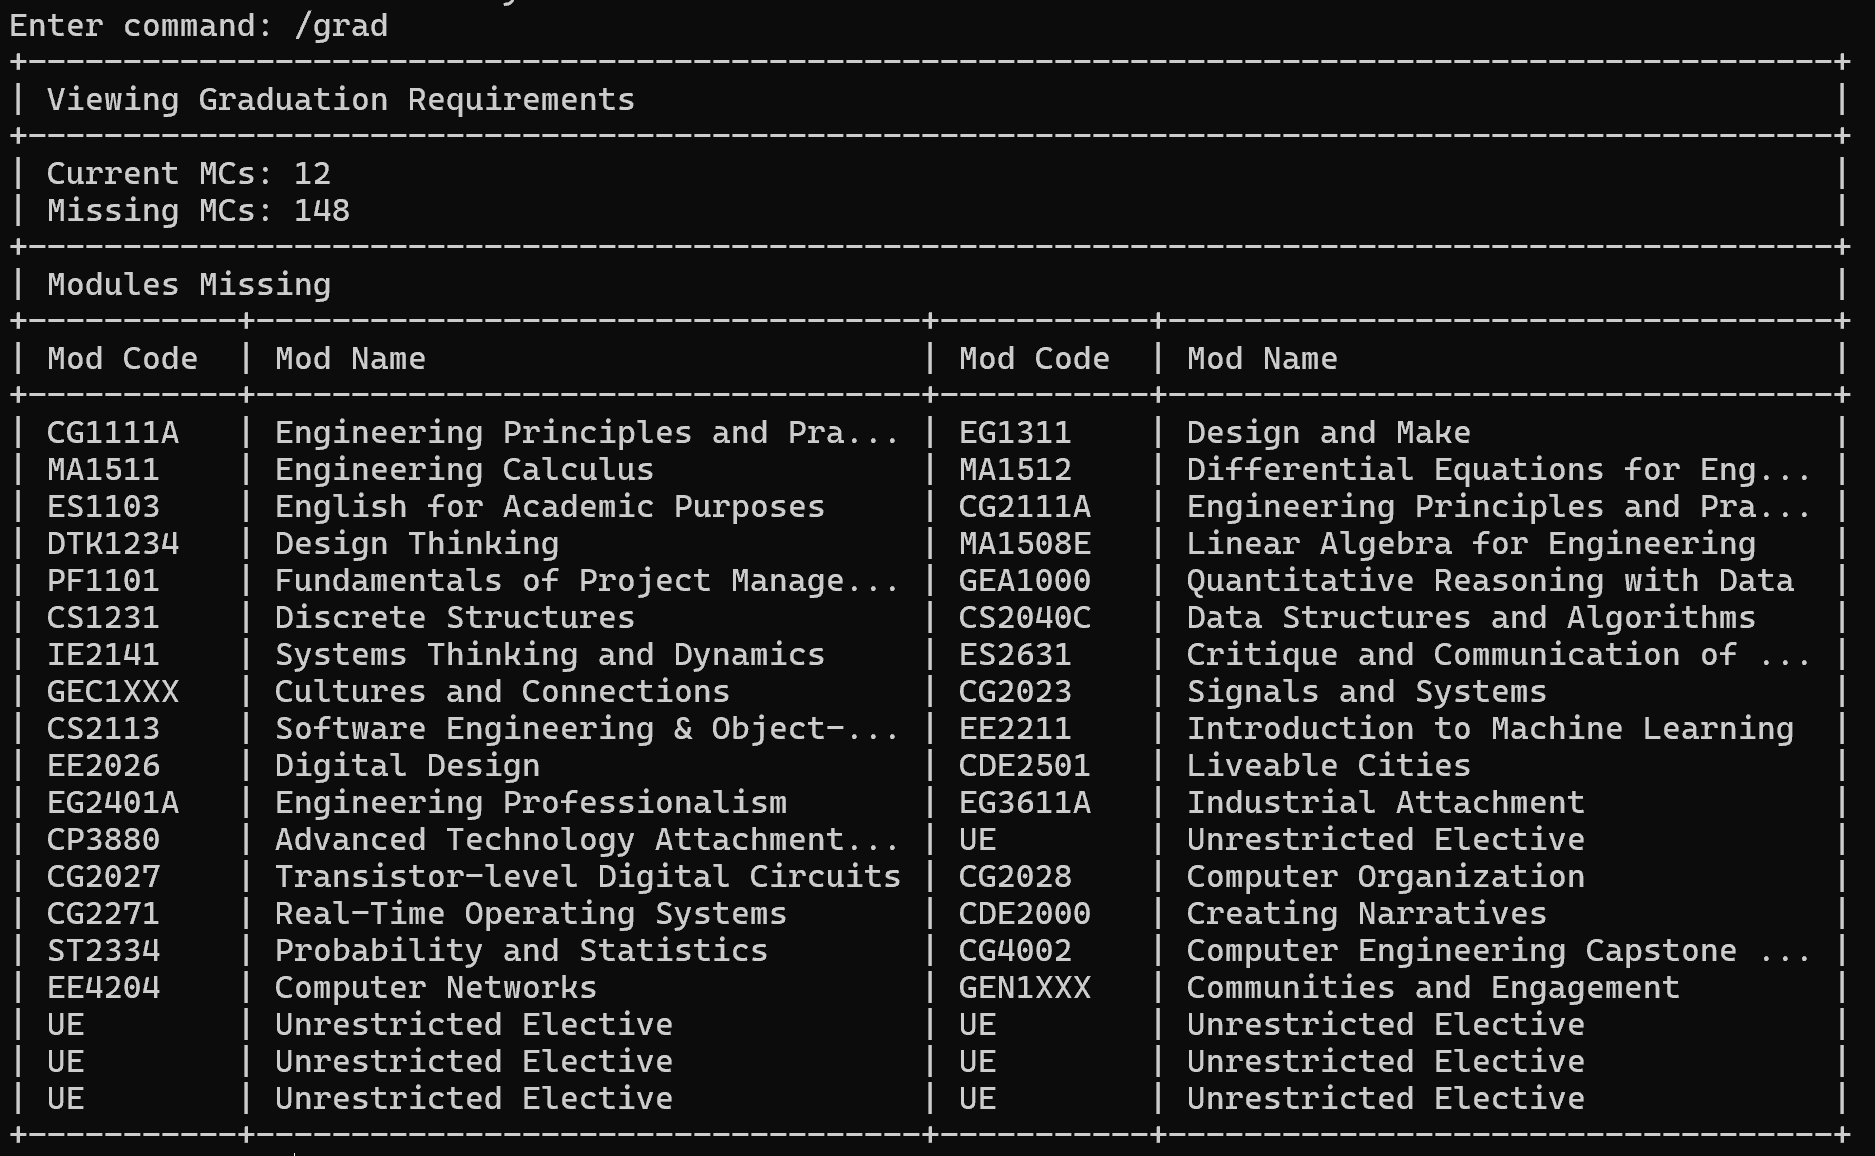 Enter command: /grad
+-----------------------------------------------------------------------------------------------+
| Viewing Graduation Requirements                                                               |
+-----------------------------------------------------------------------------------------------+
| Current MCs: 12                                                                               |
| Missing MCs: 148                                                                              |
+-----------------------------------------------------------------------------------------------+
| Modules Missing                                                                               |
+-----------+-----------------------------------+-----------+-----------------------------------+
| Mod Code  | Mod Name                          | Mod Code  | Mod Name                          |
+-----------+-----------------------------------+-----------+-----------------------------------+
| CG1111A   | Engineering Principles and Pra... | EG1311    | Design and Make                   |
| MA1511    | Engineering Calculus              | MA1512    | Differential Equations for Eng... |
| ES1103    | English for Academic Purposes     | CG2111A   | Engineering Principles and Pra... |
| DTK1234   | Design Thinking                   | MA1508E   | Linear Algebra for Engineering    |
| PF1101    | Fundamentals of Project Manage... | GEA1000   | Quantitative Reasoning with Data  |
| CS1231    | Discrete Structures               | CS2040C   | Data Structures and Algorithms    |
| IE2141    | Systems Thinking and Dynamics     | ES2631    | Critique and Communication of ... |
| GEC1XXX   | Cultures and Connections          | CG2023    | Signals and Systems               |
| CS2113    | Software Engineering & Object-... | EE2211    | Introduction to Machine Learning  |
| EE2026    | Digital Design                    | CDE2501   | Liveable Cities                   |
| EG2401A   | Engineering Professionalism       | EG3611A   | Industrial Attachment             |
| CP3880    | Advanced Technology Attachment... | UE        | Unrestricted Elective             |
| CG2027    | Transistor-level Digital Circuits | CG2028    | Computer Organization             |
| CG2271    | Real-Time Operating Systems       | CDE2000   | Creating Narratives               |
| ST2334    | Probability and Statistics        | CG4002    | Computer Engineering Capstone ... |
| EE4204    | Computer Networks                 | GEN1XXX   | Communities and Engagement        |
| UE        | Unrestricted Elective             | UE        | Unrestricted Elective             |
| UE        | Unrestricted Elective             | UE        | Unrestricted Elective             |
| UE        | Unrestricted Elective             | UE        | Unrestricted Elective             |
+-----------+-----------------------------------+-----------+-----------------------------------+